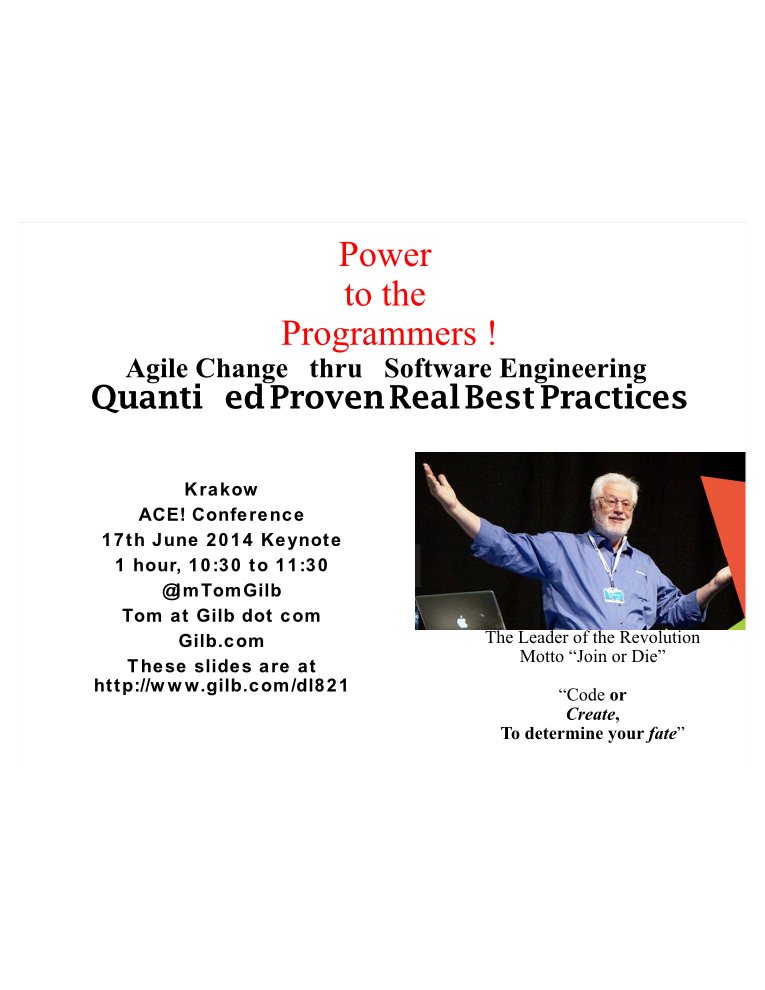 Power
to the
Programmers !
Agile Change thru Software Engineering
Quanti ed Proven Real Best Practices
Krakow
ACE! Conference
17th June 2014 Keynote
1 hour, 10:30 to 11:30
@ImTomGilb
Tom at Gilb dot com
Gilb.com
These slides are at
http://www.gilb.com/dl821
The Leader of the Revolution
Motto “Join or Die”
“Code or
Create,
To determine your fate”